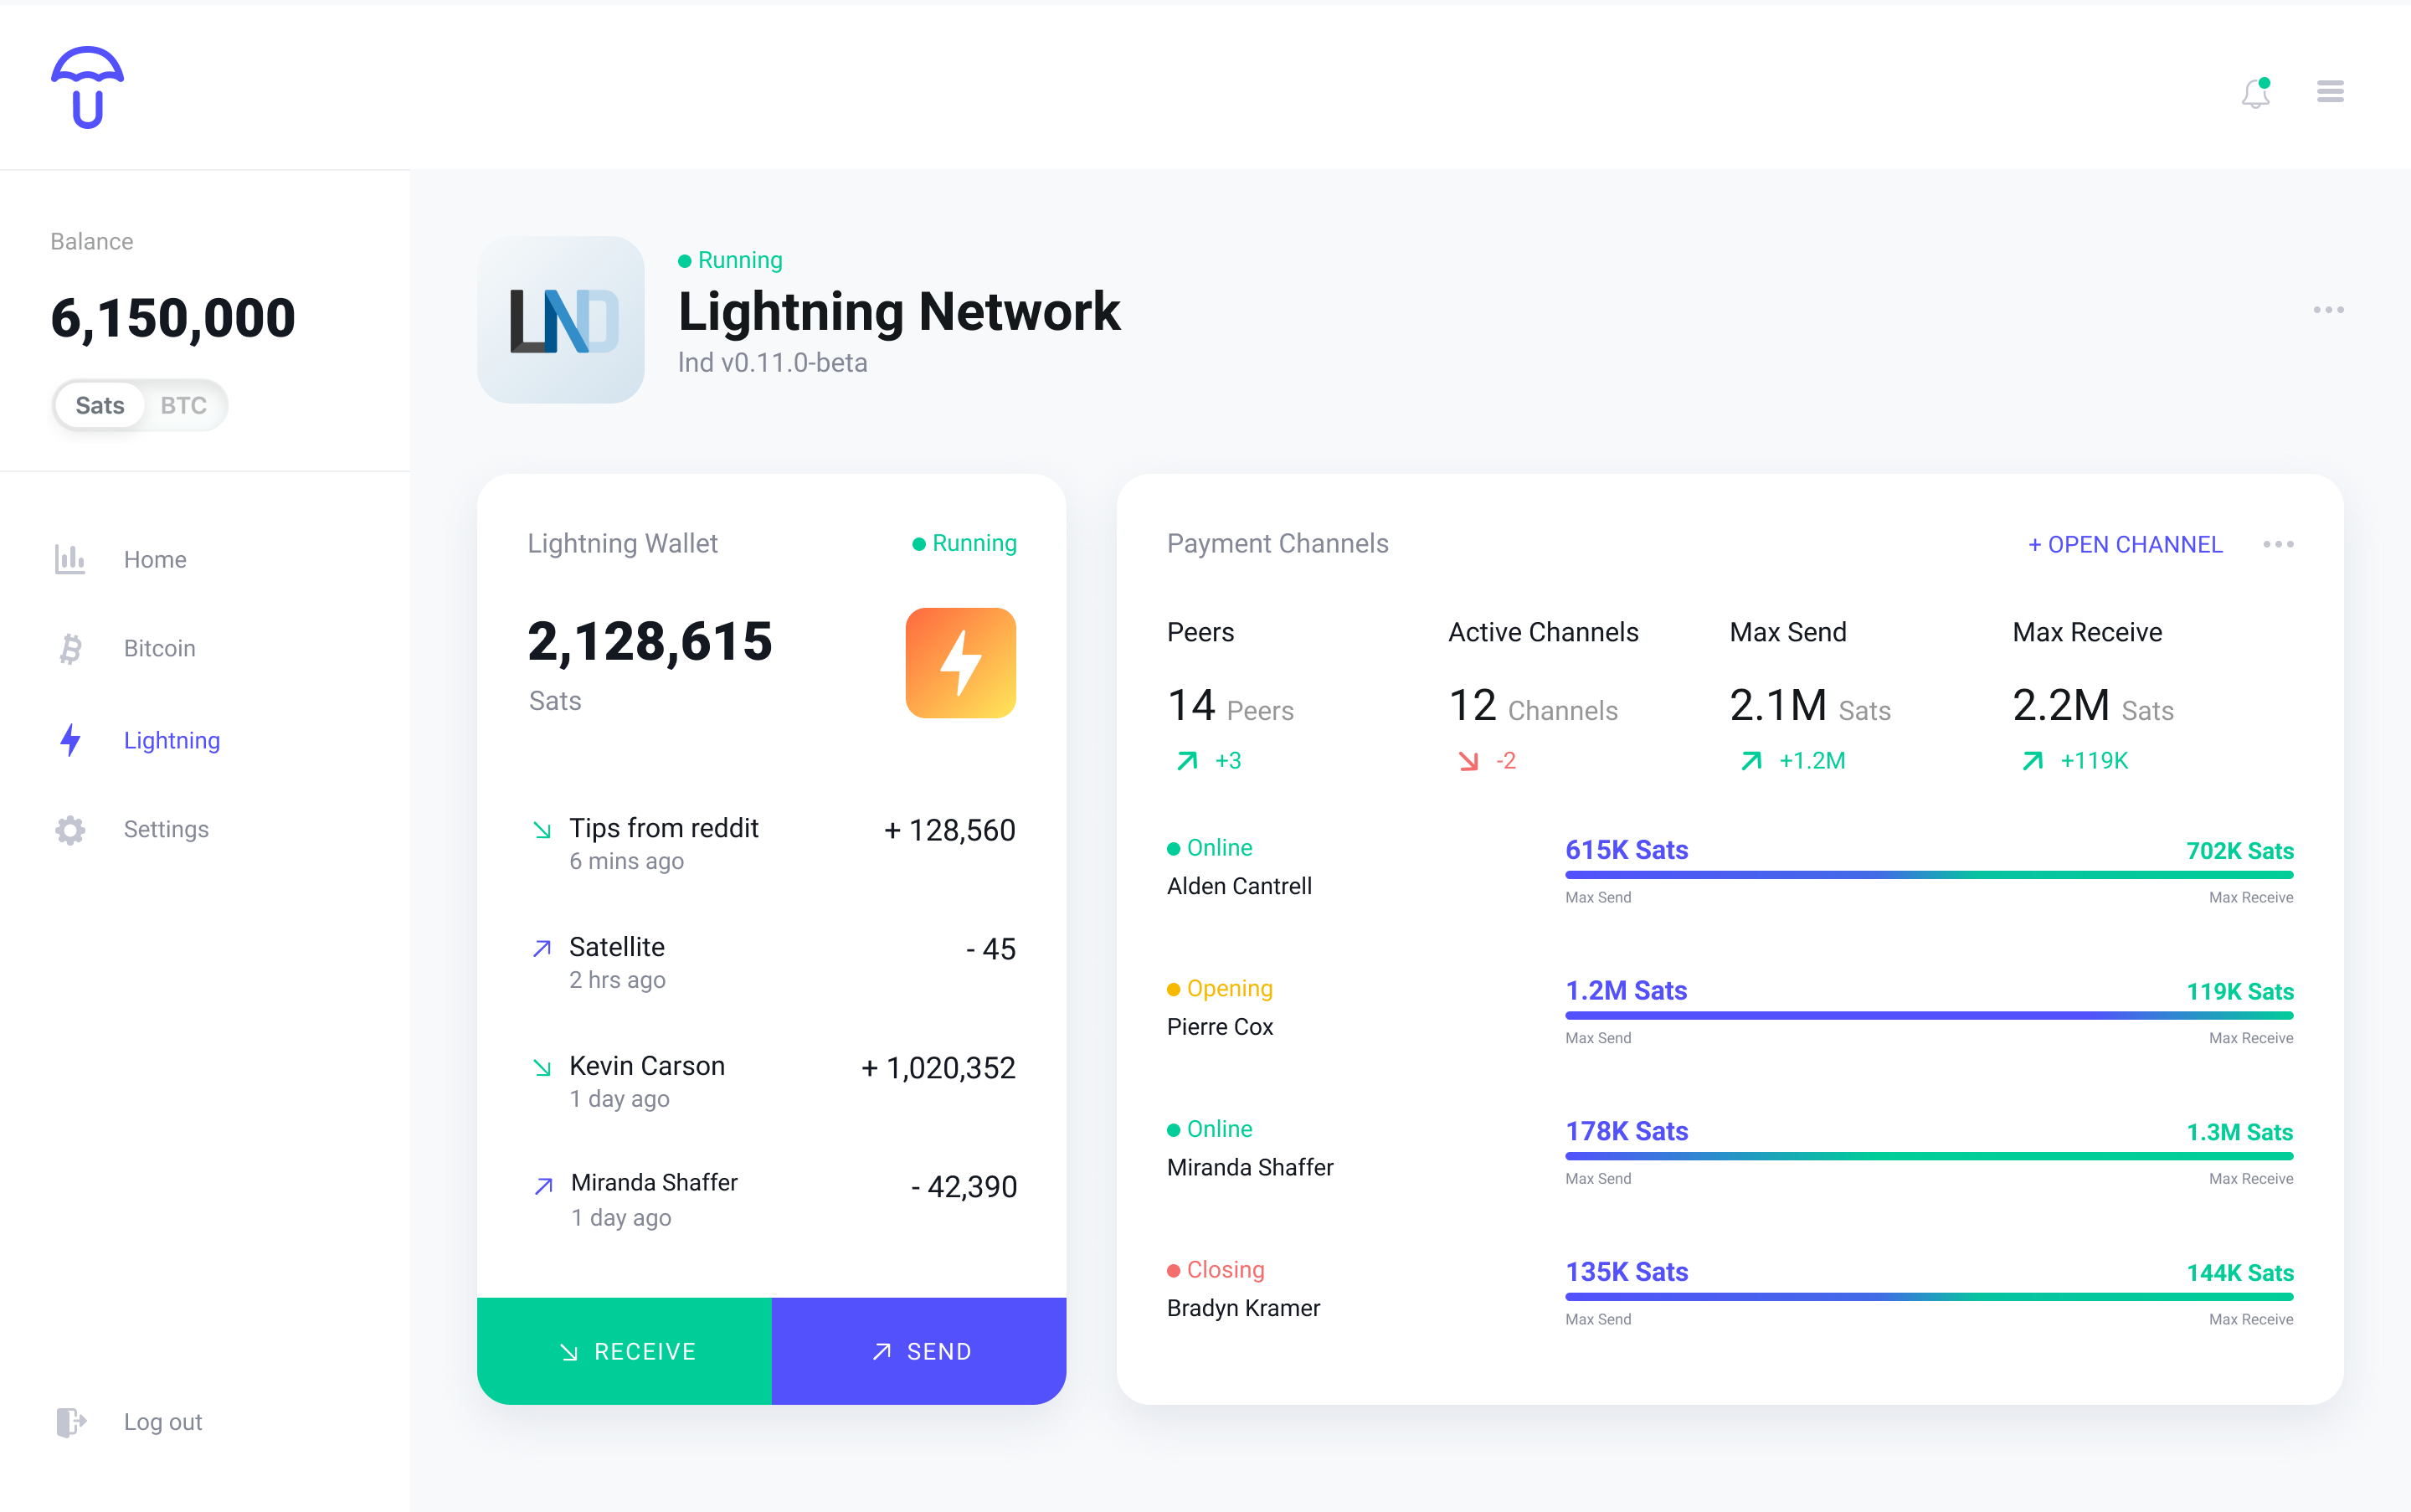 Balance
6,150,000
Sats BTC
Home
Bitcoin
Lightning
Settings
Log out
LND
Running
Lightning Network
lnd v0.11.0-beta
Lightning Wallet Running
2,128,615
Sats
Tips from reddit + 128,560
6 mins ago
Satellite - 45
2 hrs ago
Kevin Carson + 1,020,352
1 day ago
Miranda Shaffer - 42,390
1 day ago
RECEIVE SEND
Payment Channels + OPEN CHANNEL
Peers Active Channels Max Send Max Receive
14 Peers 12 Channels 2.1M Sats 2.2M Sats
+3 -2 +1.2M +119K
Online 615K Sats 702K Sats
Alden Cantrell Max Send Max Receive
Opening 1.2M Sats 119K Sats
Pierre Cox Max Send Max Receive
Online 178K Sats 1.3M Sats
Miranda Shaffer Max Send Max Receive
Closing 135K Sats 144K Sats
Bradyn Kramer Max Send Max Receive